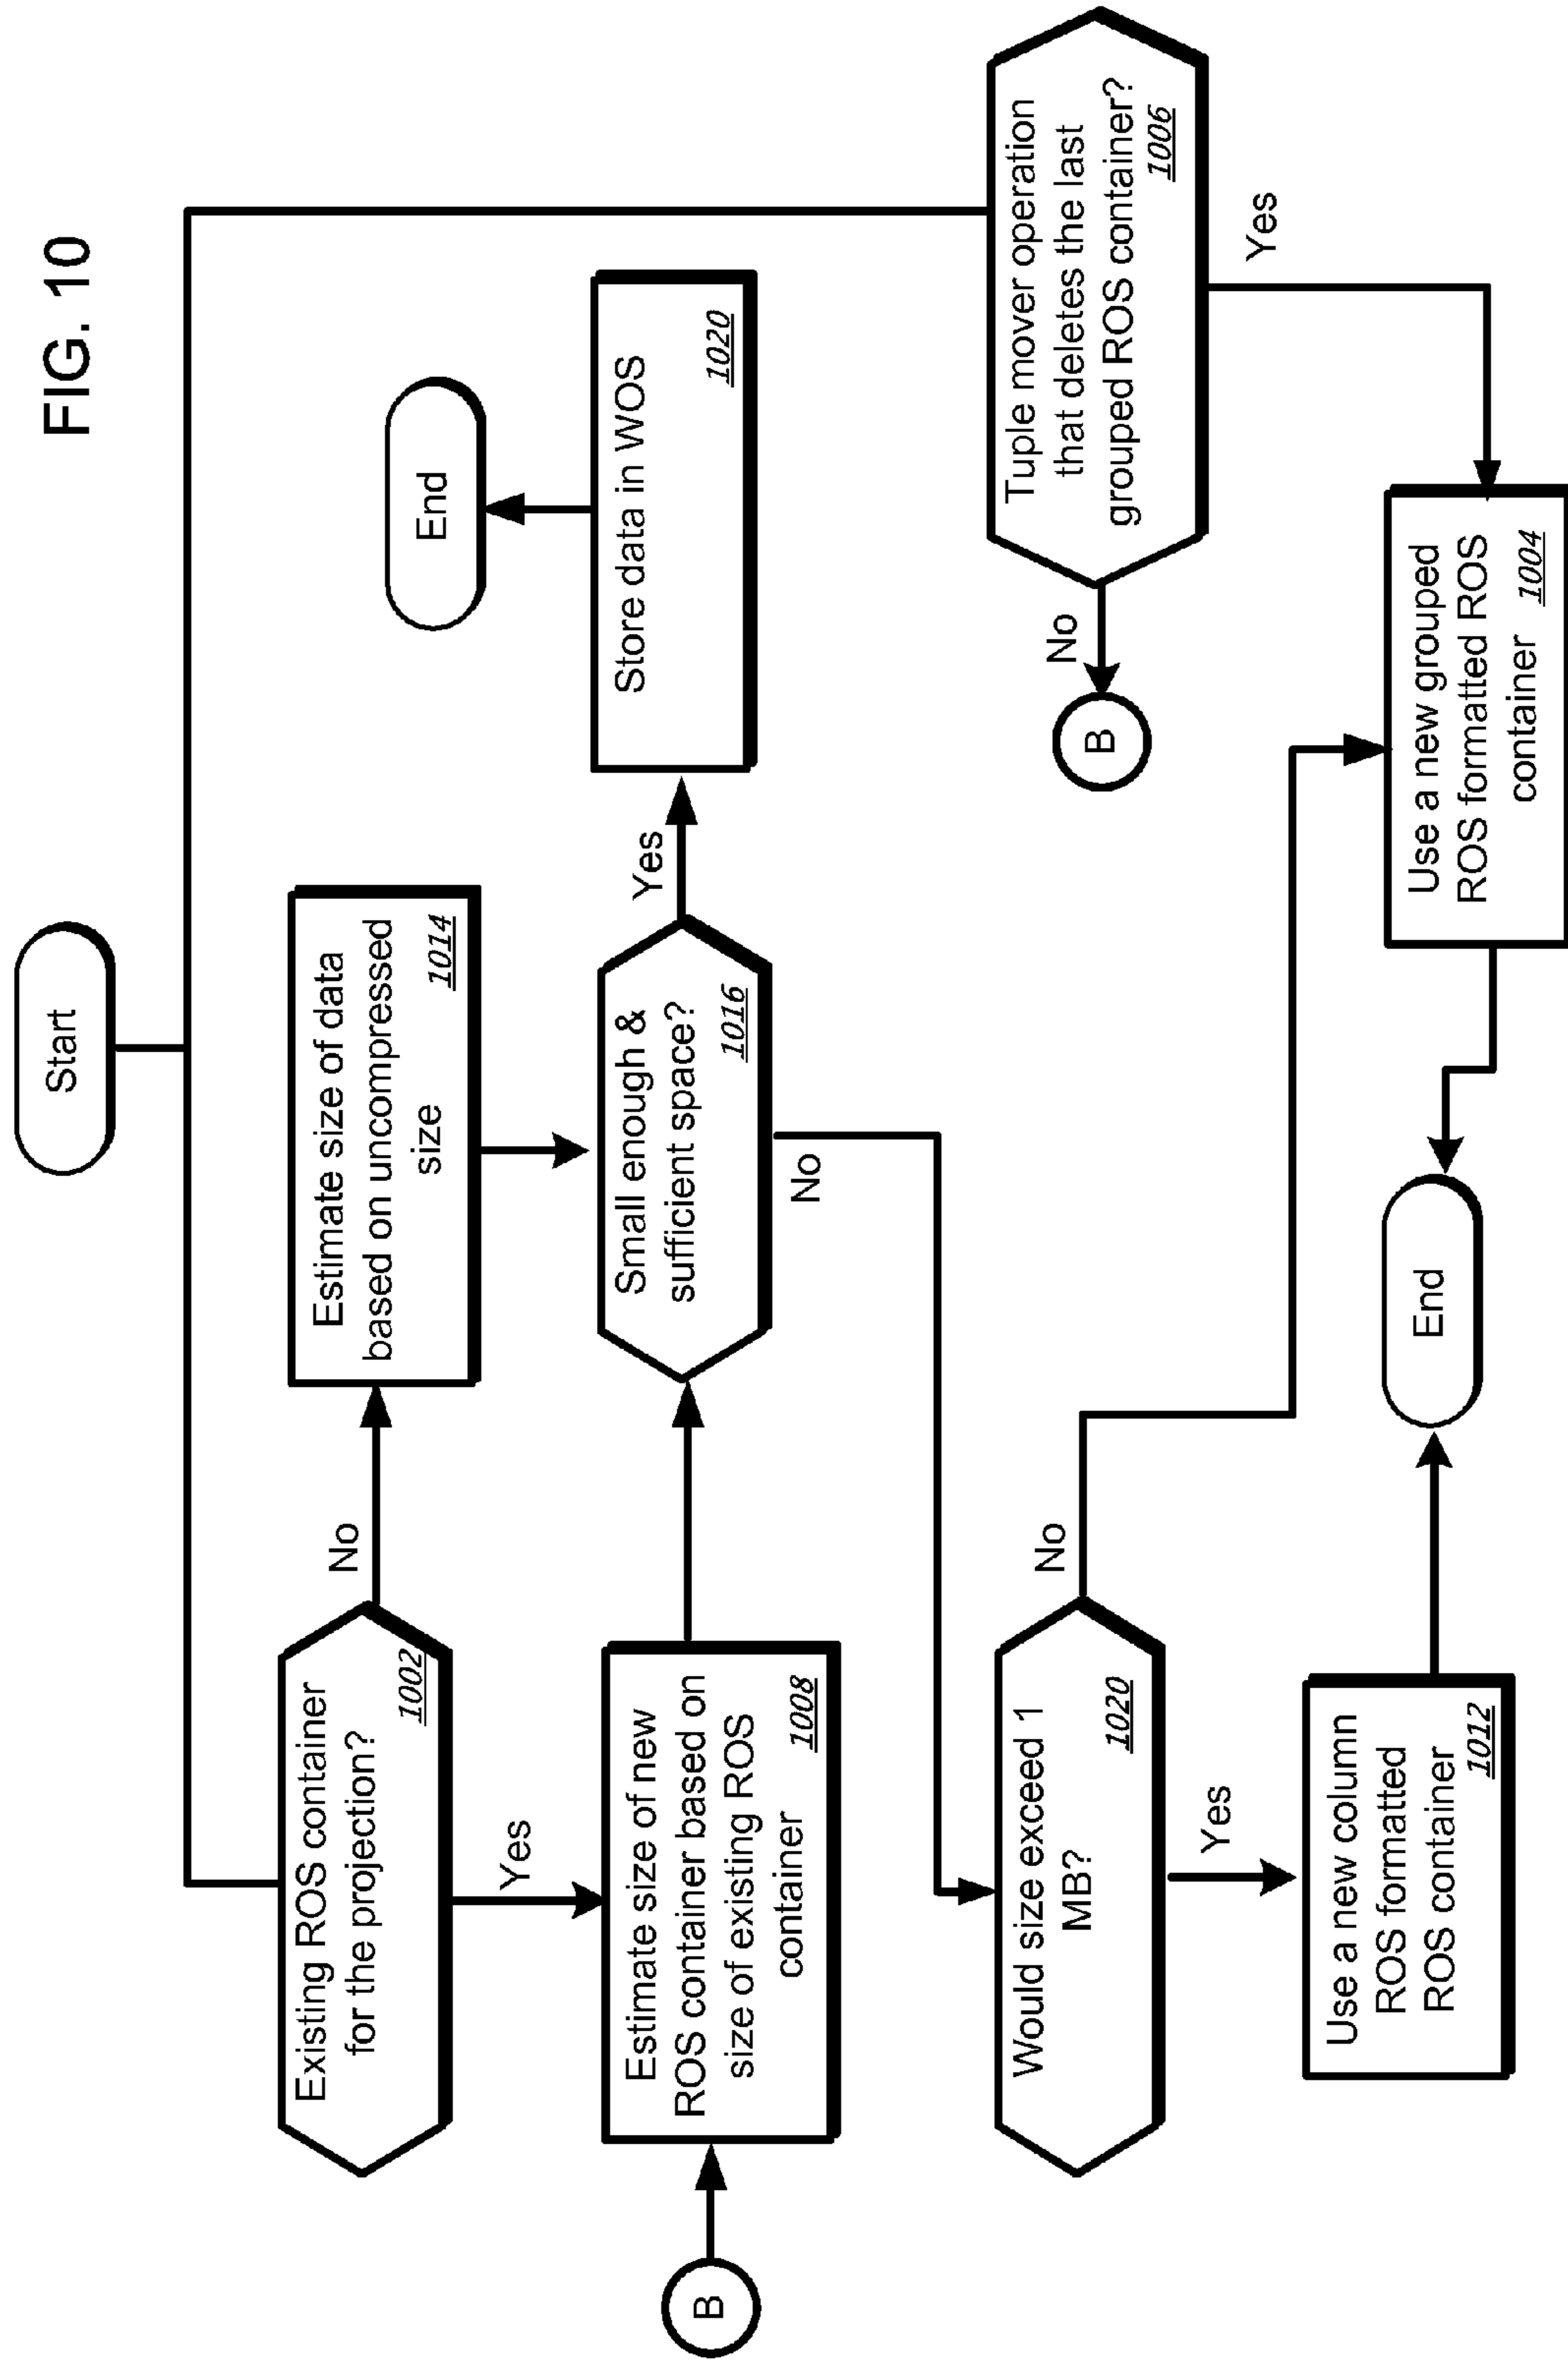 FIG. 10
Start
Existing ROS container
for the projection?
1002
No
Yes
Estimate size of data
based on uncompressed
size
1014
Estimate size of new
ROS container based on
size of existing ROS
container
1008
B
Small enough &
sufficient space?
1016
Yes
No
Store data in WOS
1020
End
Would size exceed 1
MB?
1020
No
Yes
Use a new column
ROS formatted
ROS container
1012
End
Tuple mover operation
that deletes the last
grouped ROS container?
1006
No
B
Yes
Use a new grouped
ROS formatted ROS
container 1004